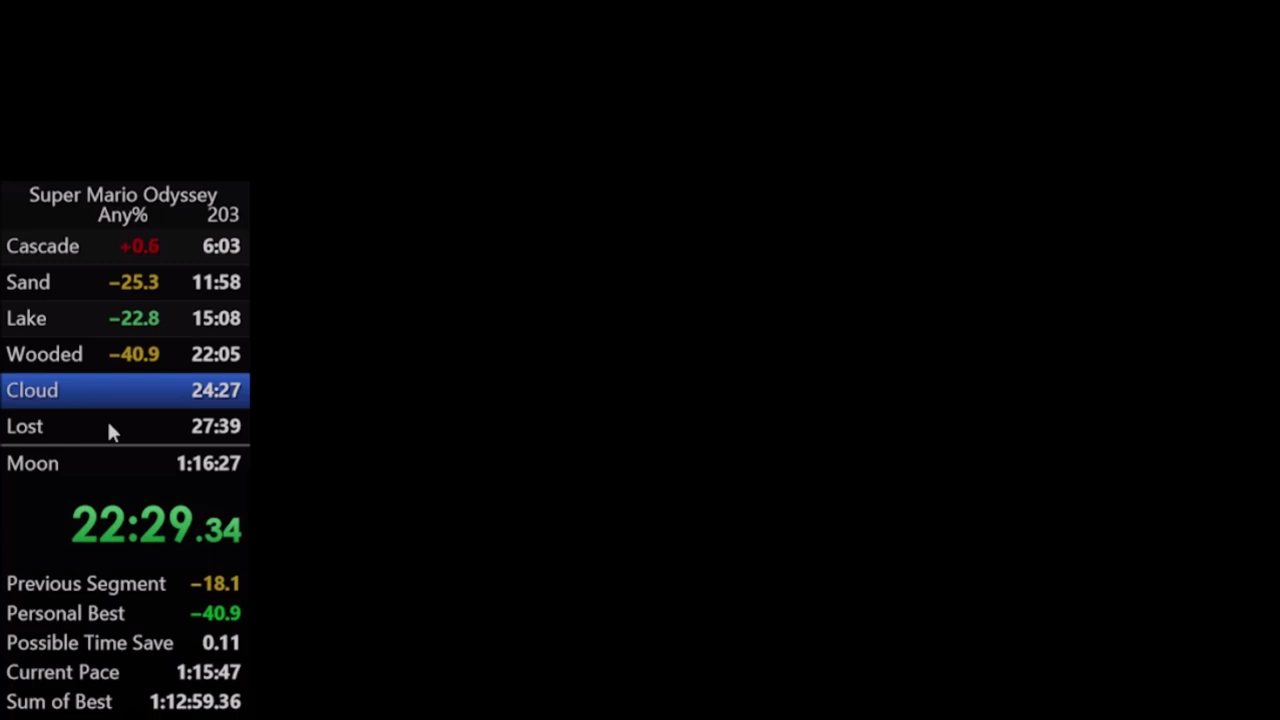 Super Mario Odyssey
Any% 203
Cascade +0.6 6:03
Sand −25.3 11:58
Lake −22.8 15:08
Wooded −40.9 22:05
Cloud 24:27
Lost 27:39
Moon 1:16:27
22:29.34
Previous Segment −18.1
Personal Best −40.9
Possible Time Save 0.11
Current Pace 1:15:47
Sum of Best 1:12:59.36